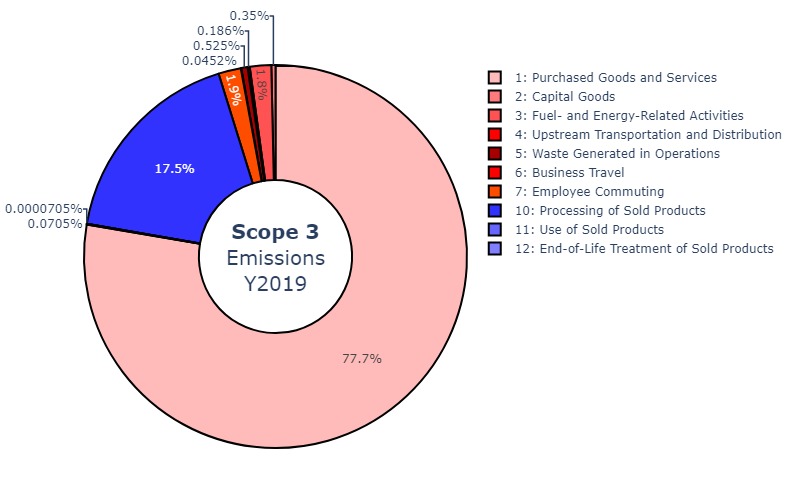 0.35%
0.186%
0.525%
0.0452%
1.9%
1.8%
17.5%
0.0000705%
0.0705%
77.7%
Scope 3
Emissions
Y2019
1: Purchased Goods and Services
2: Capital Goods
3: Fuel- and Energy-Related Activities
4: Upstream Transportation and Distribution
5: Waste Generated in Operations
6: Business Travel
7: Employee Commuting
10: Processing of Sold Products
11: Use of Sold Products
12: End-of-Life Treatment of Sold Products